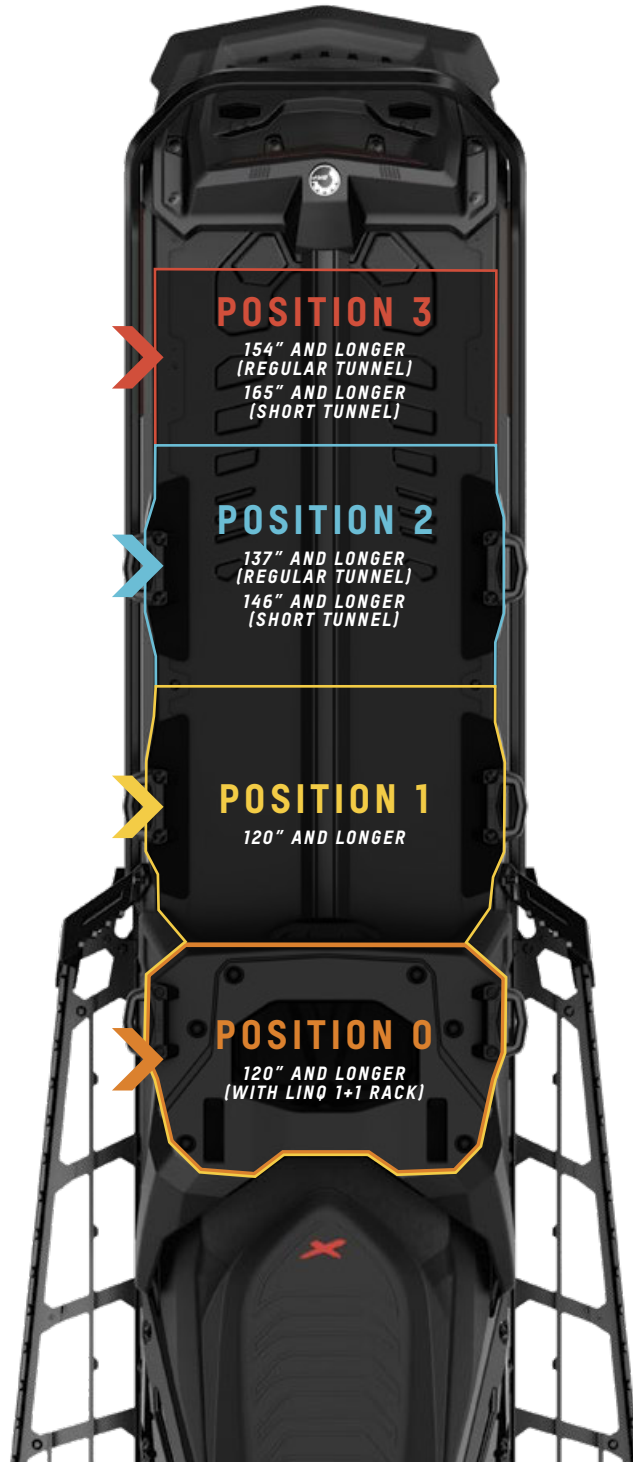 POSITION 3
154" AND LONGER
(REGULAR TUNNEL)
165" AND LONGER
(SHORT TUNNEL)
POSITION 2
137" AND LONGER
(REGULAR TUNNEL)
146" AND LONGER
(SHORT TUNNEL)
POSITION 1
120" AND LONGER
POSITION 0
120" AND LONGER
(WITH LINQ 1+1 RACK)